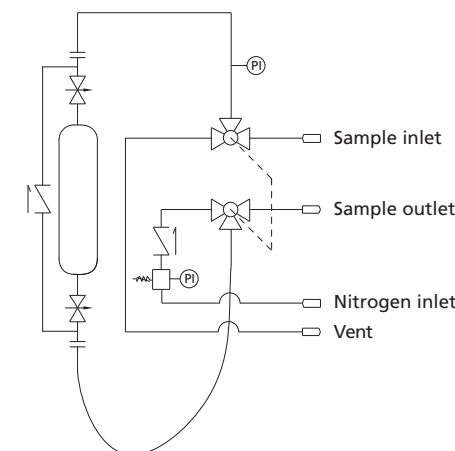 PI
Sample inlet
Sample outlet
PI
Nitrogen inlet
Vent